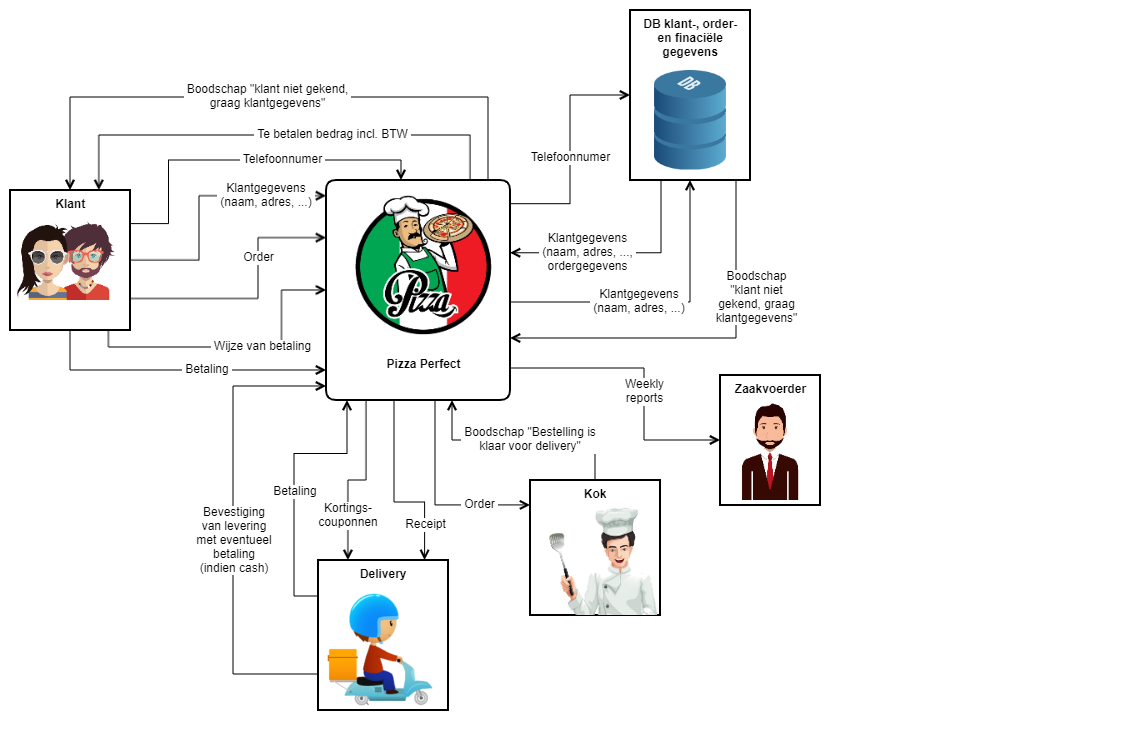 DB klant-, order-
en finaciële
gegevens
DB
Boodschap "klant niet gekend,
graag klantgegevens"
Te betalen bedrag incl. BTW
Telefoonnumer
Telefoonnumer
Klantgegevens
(naam, adres, ...)
Klant
Order
Klantgegevens
(naam, adres, ...,
ordergegevens
Boodschap
"klant niet
gekend, graag
klantgegevens"
Klantgegevens
(naam, adres, ...)
Pizza
Wijze van betaling
Pizza Perfect
Betaling
Weekly
reports
Zaakvoerder
Boodschap "Bestelling is
klaar voor delivery"
Betaling
Kortings-
couponnen
Receipt
Order
Kok
Bevestiging
van levering
met eventueel
betaling
(indien cash)
Delivery